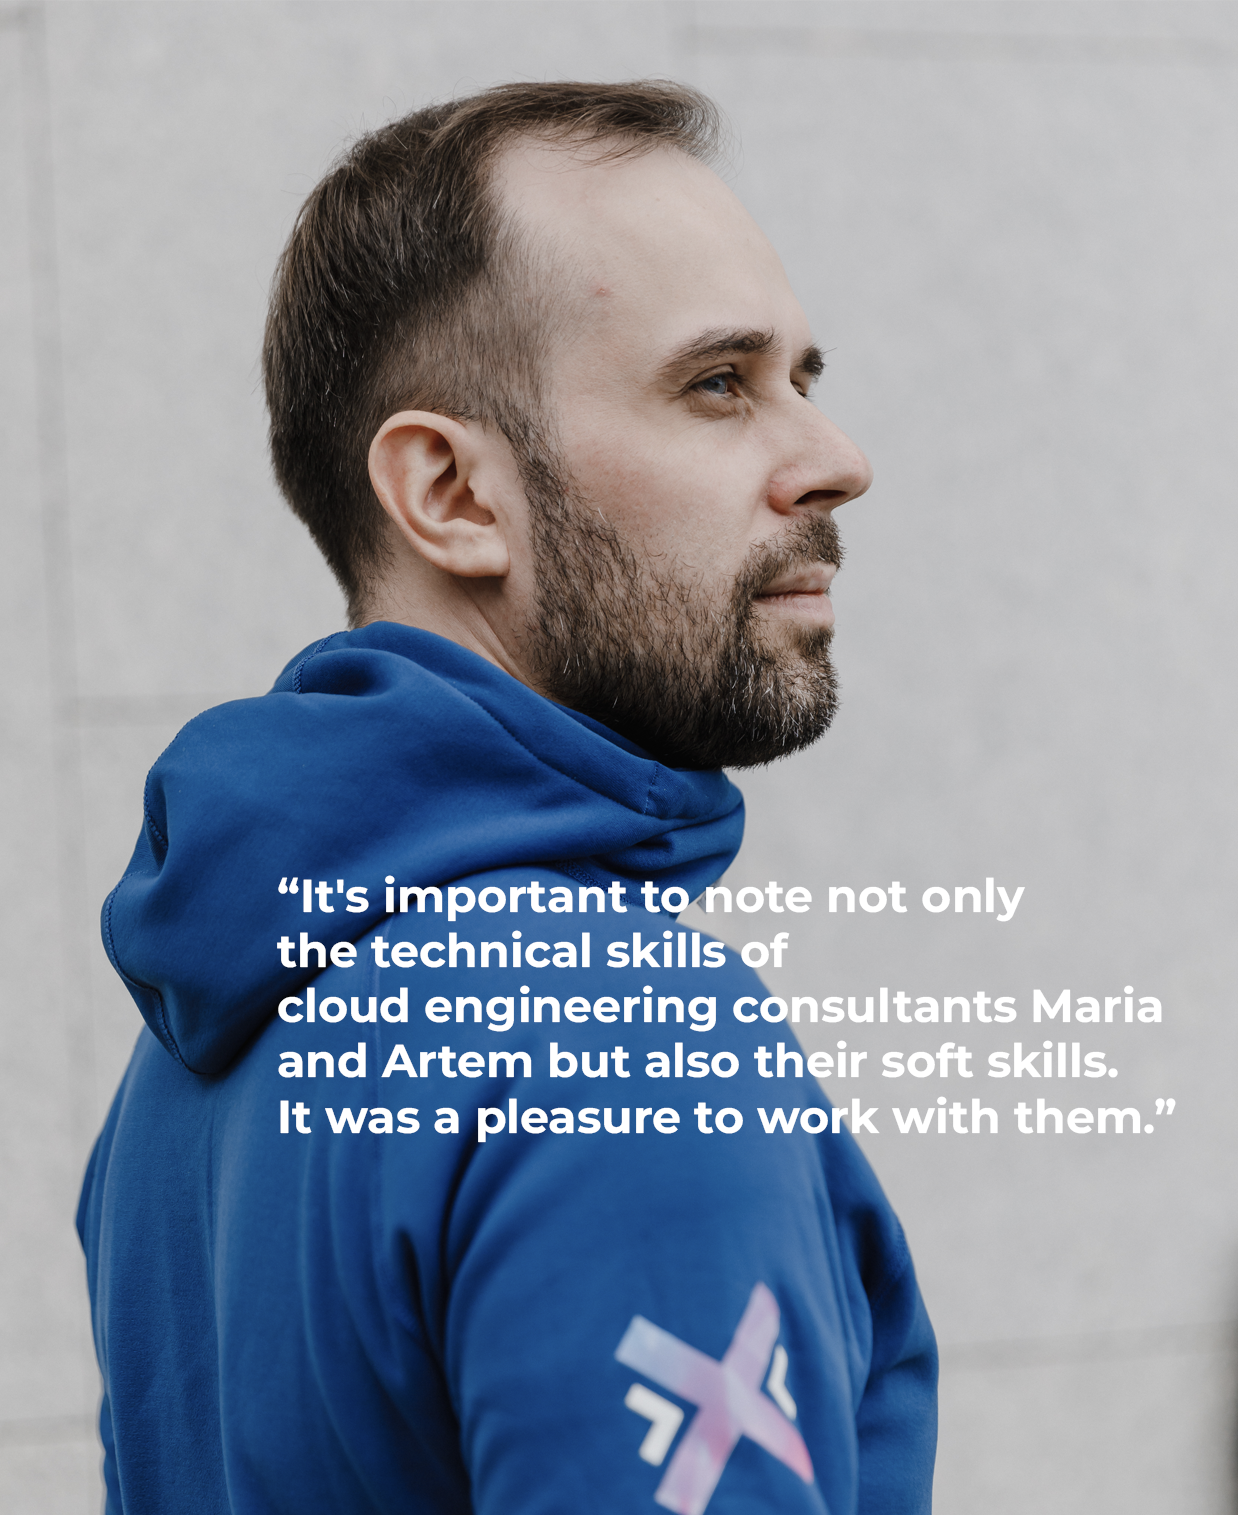 “It's important to note not only
the technical skills of
cloud engineering consultants Maria
and Artem but also their soft skills.
It was a pleasure to work with them.”